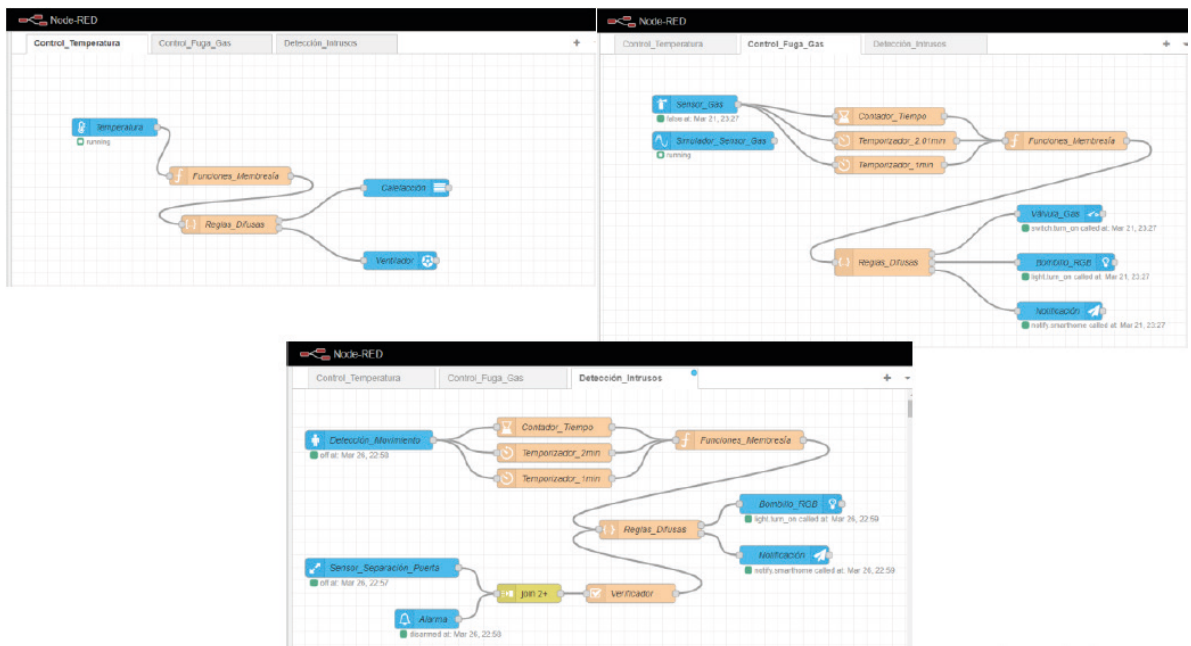 Node-RED
Control_Temperatura
Control_Fuga_Gas
Detección_Intrusos
Temperatura
running
Funciones_Membresía
Reglas_Difusas
Calefacción
Ventilador
Node-RED
Control_Temperatura
Control_Fuga_Gas
Detección_Intrusos
Sensor_Gas
false at: Mar 21, 23:27
Simulador_Sensor_Gas
running
Contador_Tiempo
Temporizador_2.01min
Temporizador_1min
Funciones_Membresía
Reglas_Difusas
Válvula_Gas
switch.turn_on called at: Mar 21, 23:27
Bombillo_RGB
light.turn_on called at: Mar 21, 23:27
Notificación
notify.smarthome called at: Mar 21, 23:27
Node-RED
Control_Temperatura
Control_Fuga_Gas
Detección_Intrusos
Detección_Movimiento
off at: Mar 26, 22:59
Contador_Tiempo
Temporizador_2min
Temporizador_1min
Funciones_Membresía
Reglas_Difusas
Bombillo_RGB
light.turn_on called at: Mar 26, 22:59
Notificación
notify.smarthome called at: Mar 26, 22:59
Sensor_Separación_Puerta
off at: Mar 26, 22:57
Alarma
disarmed at: Mar 26, 22:58
join 2+
Verificador